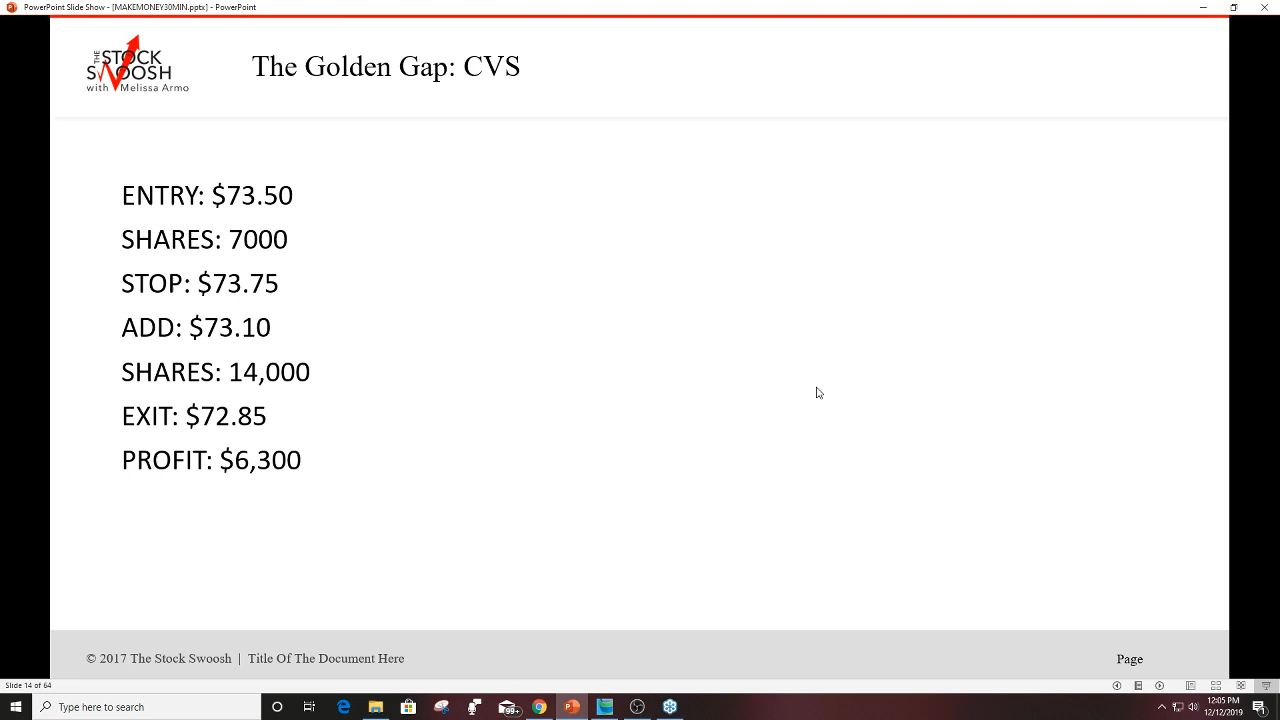 PowerPoint Slide Show - [MAKEMONEY30MIN.pptx] - PowerPoint
THE
STOCK
SWOOSH
with Melissa Armo
The Golden Gap: CVS
ENTRY: $73.50
SHARES: 7000
STOP: $73.75
ADD: $73.10
SHARES: 14,000
EXIT: $72.85
PROFIT: $6,300
© 2017 The Stock Swoosh | Title Of The Document Here
Page
Slide 14 of 64
Type here to search
99+
12:05 PM
12/12/2019
1